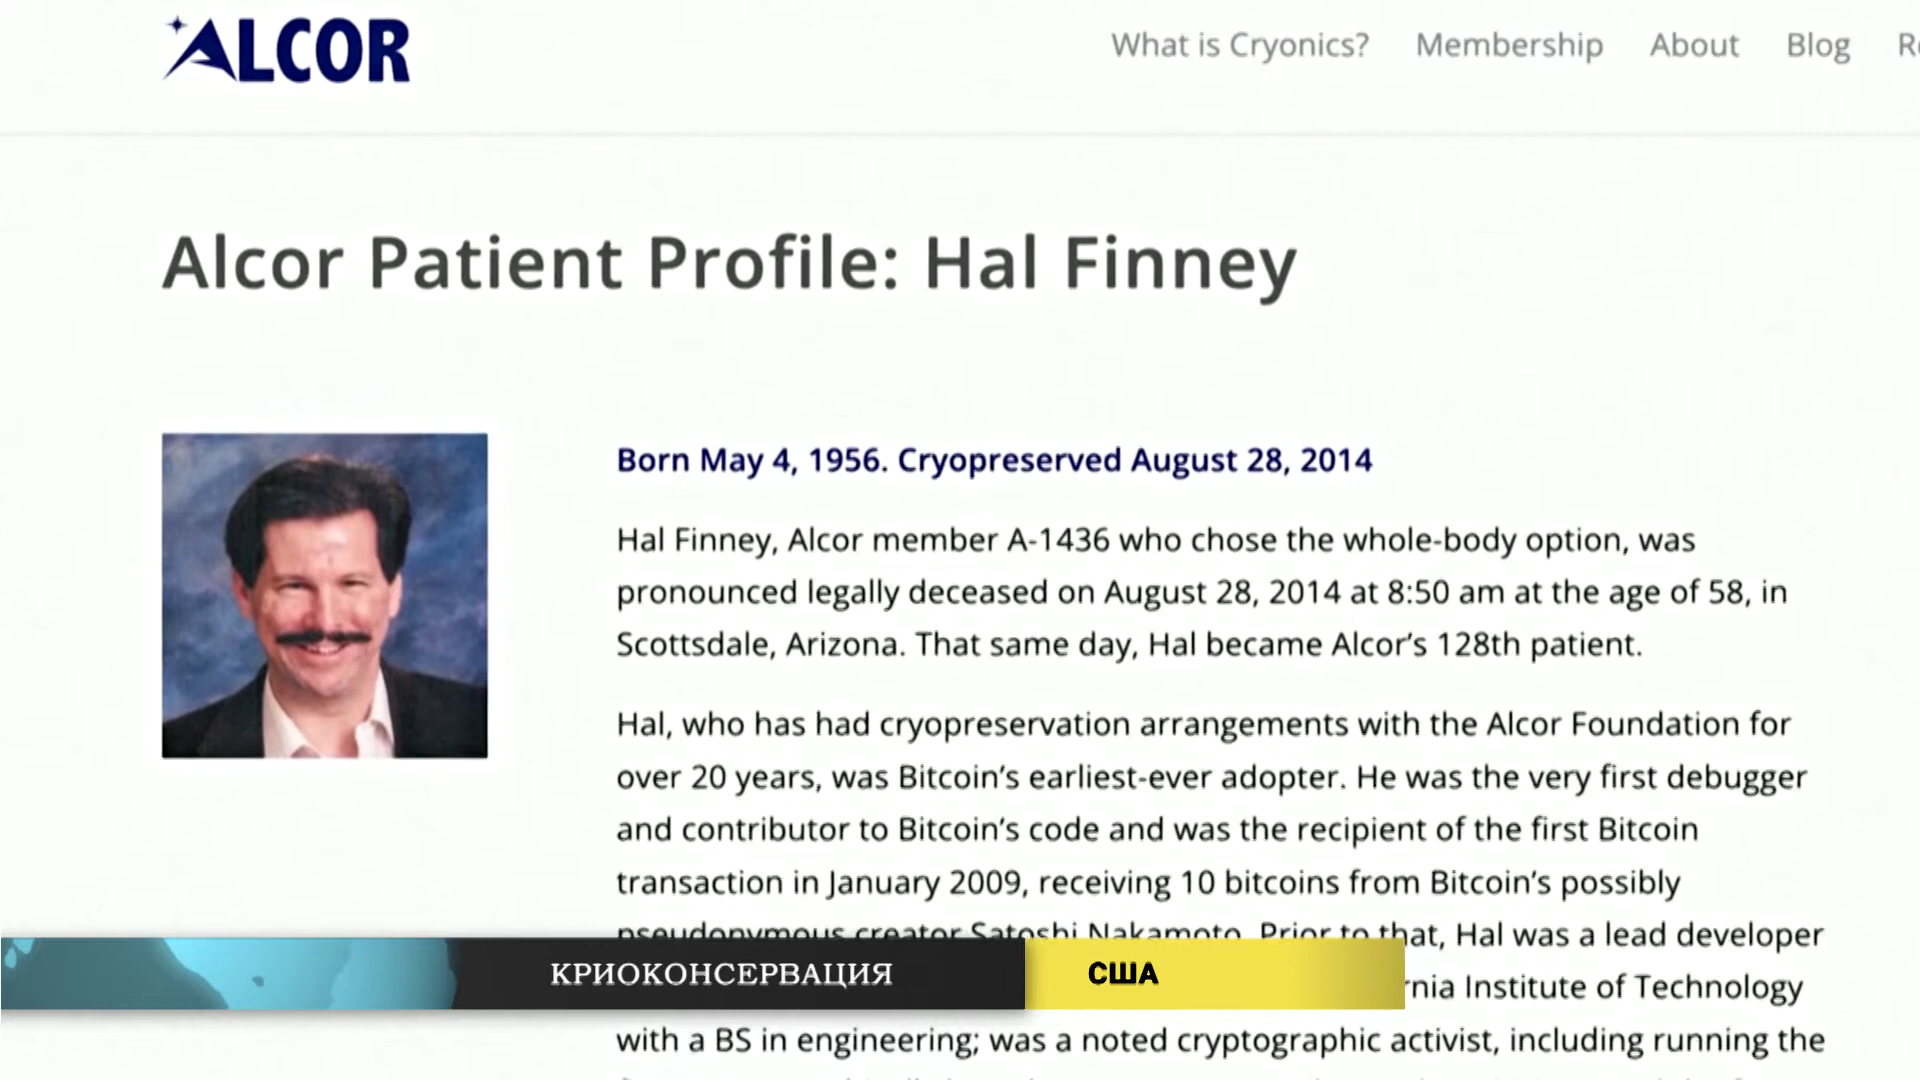 ALCOR
What is Cryonics? Membership About Blog
Alcor Patient Profile: Hal Finney
Born May 4, 1956. Cryopreserved August 28, 2014
Hal Finney, Alcor member A-1436 who chose the whole-body option, was
pronounced legally deceased on August 28, 2014 at 8:50 am at the age of 58, in
Scottsdale, Arizona. That same day, Hal became Alcor’s 128th patient.
Hal, who has had cryopreservation arrangements with the Alcor Foundation for
over 20 years, was Bitcoin’s earliest-ever adopter. He was the very first debugger
and contributor to Bitcoin’s code and was the recipient of the first Bitcoin
transaction in January 2009, receiving 10 bitcoins from Bitcoin’s possibly
pseudonymous creator Satoshi Nakamoto. Prior to that, Hal was a lead developer
КРИОКОНСЕРВАЦИЯ США
rnia Institute of Technology
with a BS in engineering; was a noted cryptographic activist, including running the